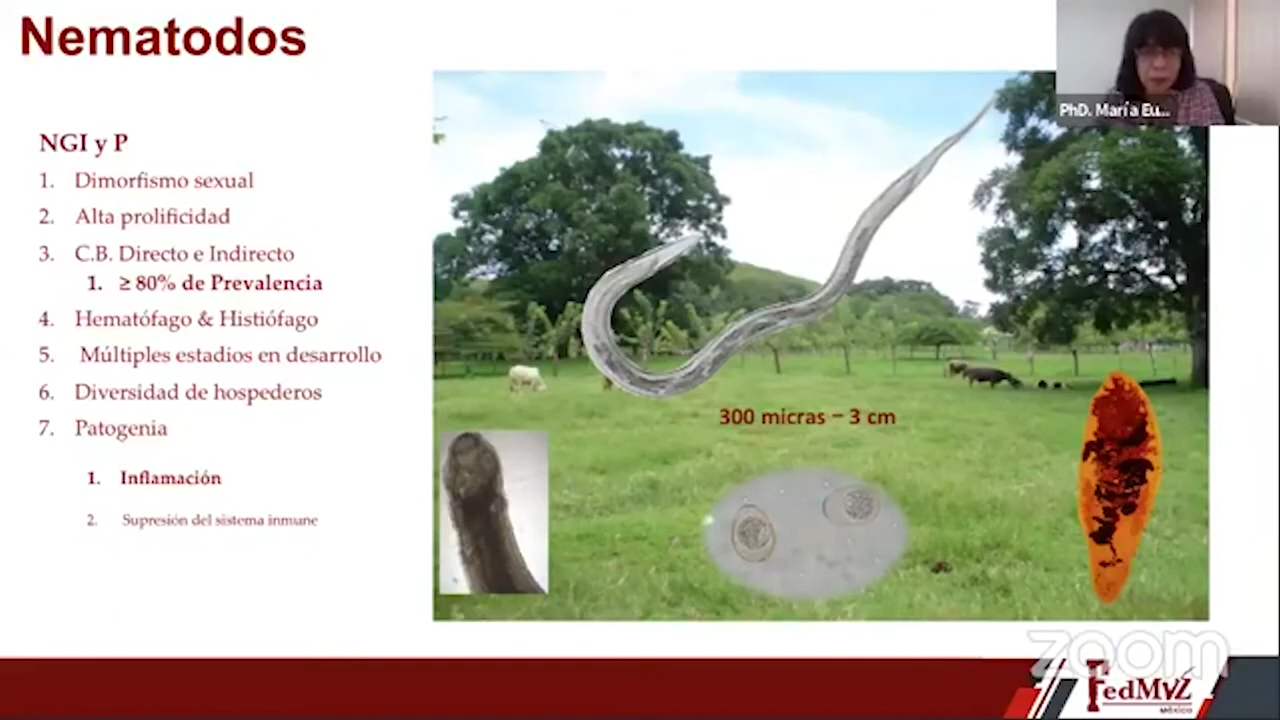 Nematodos
PhD. María Eu...
NGI y P
1. Dimorfismo sexual
2. Alta prolificidad
3. C.B. Directo e Indirecto
1. ≥ 80% de Prevalencia
4. Hematófago & Histiófago
5. Múltiples estadios en desarrollo
6. Diversidad de hospederos
7. Patogenia
1. Inflamación
2. Supresión del sistema inmune
300 micras – 3 cm
zoom
FedMVZ
MÉXICO